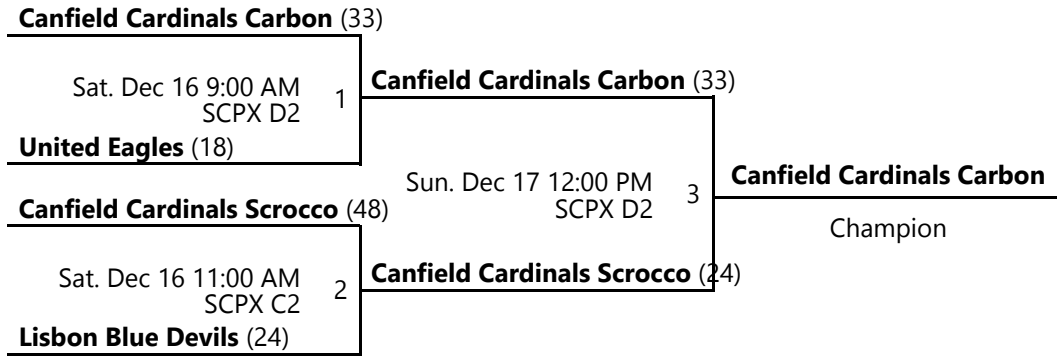 Canfield Cardinals Carbon (33)
Sat. Dec 16 9:00 AM
SCPX D2
1
United Eagles (18)
Canfield Cardinals Scrocco (48)
Sat. Dec 16 11:00 AM
SCPX C2
2
Lisbon Blue Devils (24)
Canfield Cardinals Carbon (33)
Sun. Dec 17 12:00 PM
SCPX D2
3
Canfield Cardinals Scrocco (24)
Canfield Cardinals Carbon
Champion